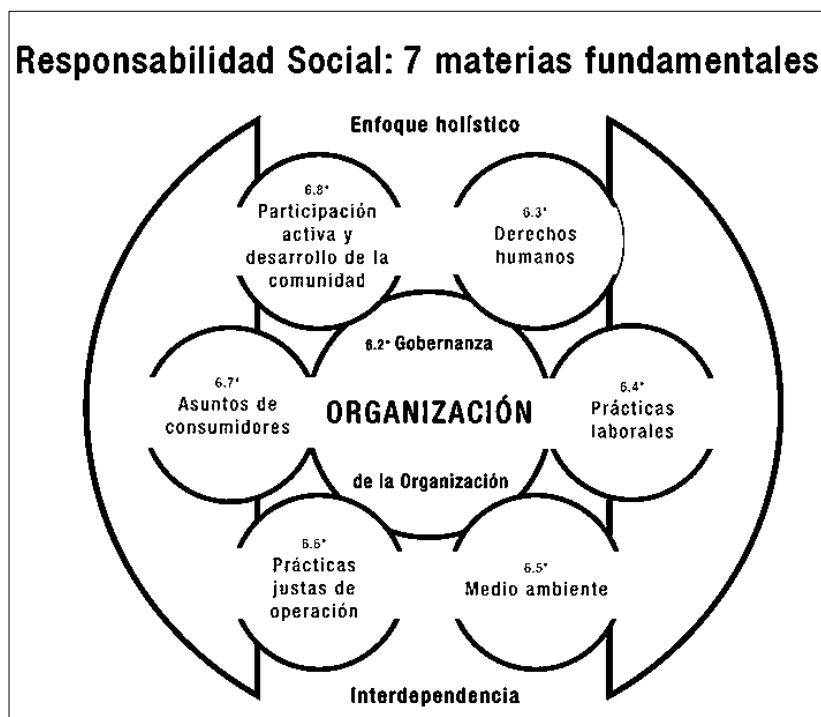 Responsabilidad Social: 7 materias fundamentales
Enfoque holístico
6.8*
Participación
activa y
desarrollo de la
comunidad
6.3*
Derechos
humanos
6.2* Gobernanza
6.7*
Asuntos de
consumidores
ORGANIZACIÓN
6.4*
Prácticas
laborales
de la Organización
6.6*
Prácticas
justas de
operación
6.5*
Medio ambiente
Interdependencia